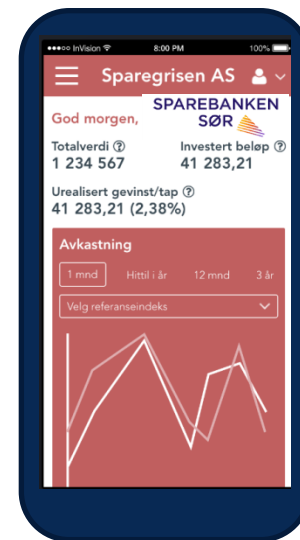 InVision 8:00 PM 100%
Sparegrisen AS
God morgen,
SPAREBANKEN
SØR
Totalverdi ? Investert beløp ?
1 234 567 41 283,21
Urealisert gevinst/tap ?
41 283,21 (2,38%)
Avkastning
1 mnd Hittil i år 12 mnd 3 år
Velg referanseindeks